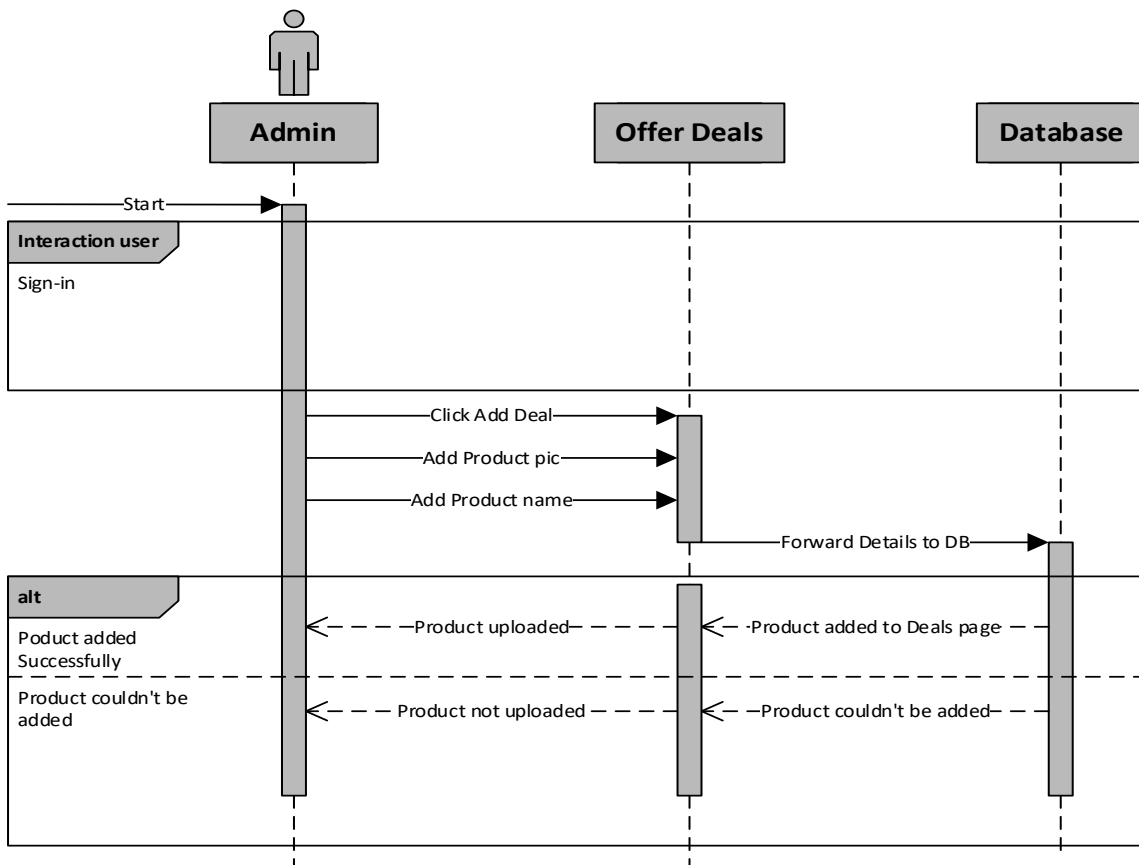 Admin
Offer Deals
Database
Start
Interaction user
Sign-in
Click Add Deal
Add Product pic
Add Product name
Forward Details to DB
alt
Poduct added
Successfully
Product uploaded
Product added to Deals page
Product couldn't be
added
Product not uploaded
Product couldn't be added